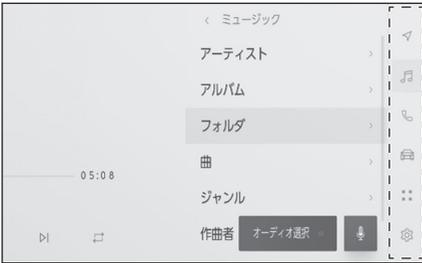 ミュージック
アーティスト
アルバム
フォルダ
曲
05:08
ジャンル
作曲者
オーディオ選択